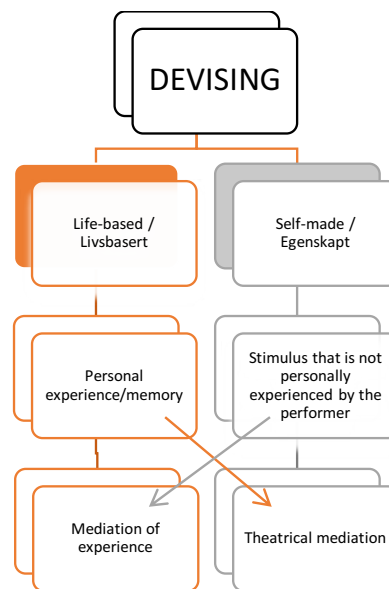 DEVISING
Life-based /
Livsbasert
Self-made /
Egenskapt
Personal
experience/memory
Stimulus that is not
personally
experienced by the
performer
Mediation of
experience
Theatrical mediation